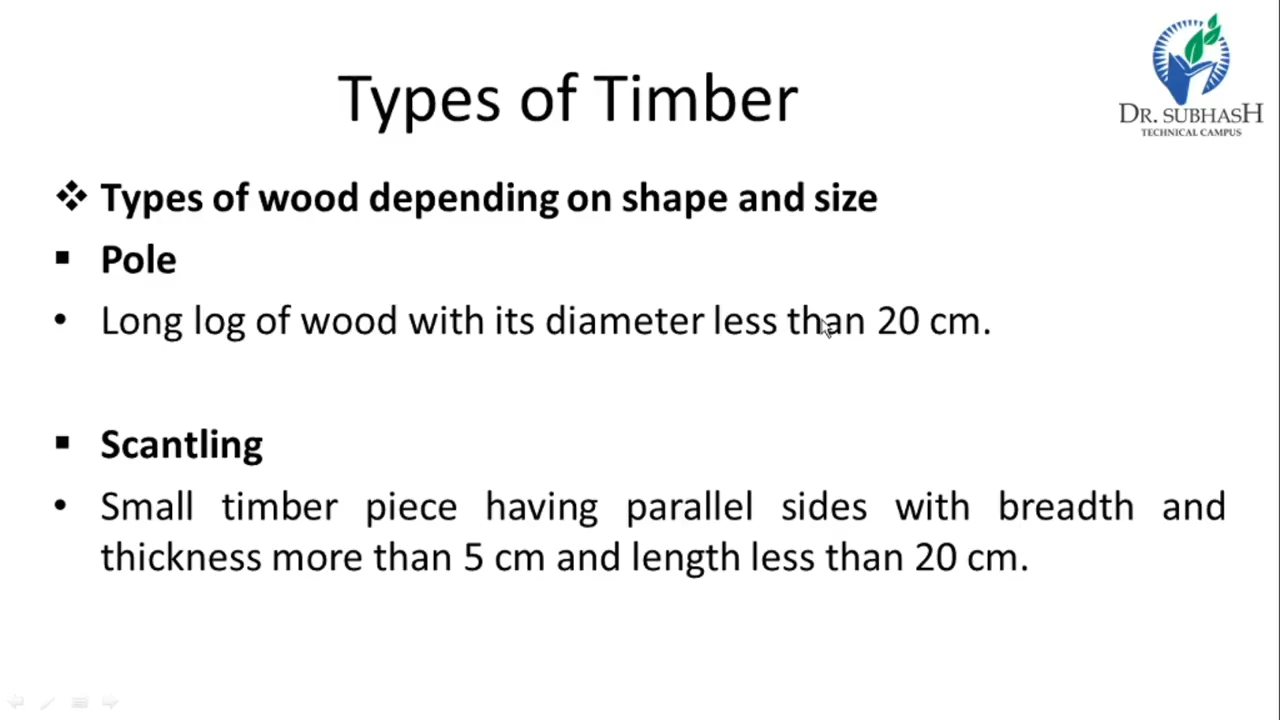 DR. SUBHASH
TECHNICAL CAMPUS
Types of Timber
❖ Types of wood depending on shape and size
▪ Pole
• Long log of wood with its diameter less than 20 cm.
▪ Scantling
• Small timber piece having parallel sides with breadth and
thickness more than 5 cm and length less than 20 cm.